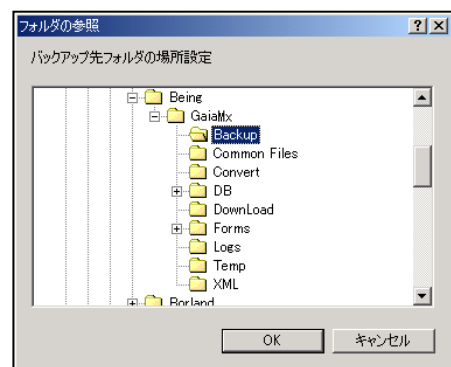 フォルダの参照
バックアップ先フォルダの場所設定
Being
GaiaMx
Backup
Common Files
Convert
DB
DownLoad
Forms
Logs
Temp
XML
Borland
OK
キャンセル